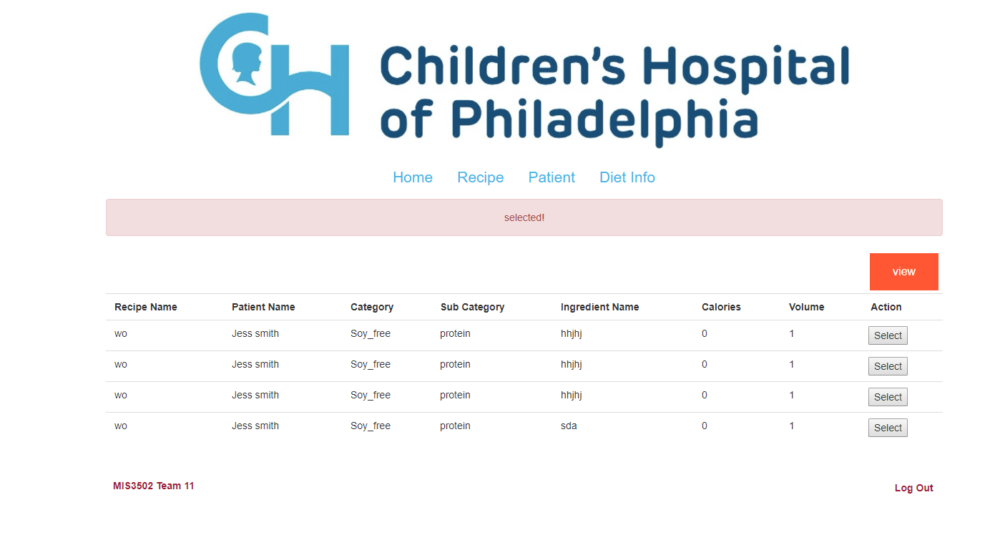 Children's Hospital
of Philadelphia
Home Recipe Patient Diet Info
selected!
view
Recipe Name Patient Name Category Sub Category Ingredient Name Calories Volume Action
wo Jess smith Soy_free protein hhjhj 0 1 Select
wo Jess smith Soy_free protein hhjhj 0 1 Select
wo Jess smith Soy_free protein hhjhj 0 1 Select
wo Jess smith Soy_free protein sda 0 1 Select
MIS3502 Team 11 Log Out